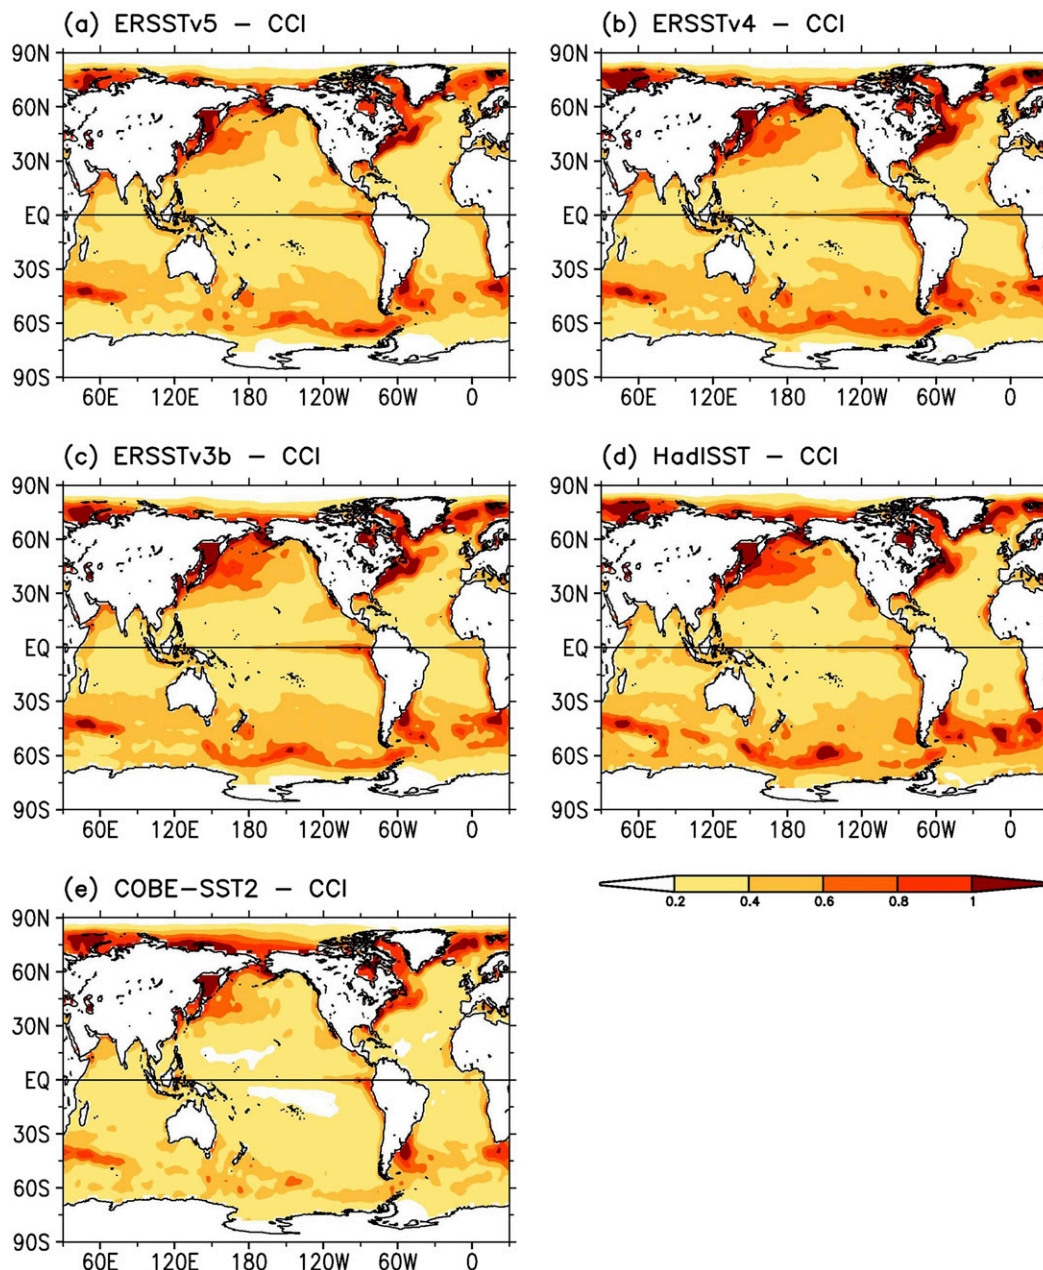 (a) ERSSTv5 – CCI
90N
60N
30N
EQ
30S
60S
90S
60E 120E 180 120W 60W 0
(b) ERSSTv4 – CCI
90N
60N
30N
EQ
30S
60S
90S
60E 120E 180 120W 60W 0
(c) ERSSTv3b – CCI
90N
60N
30N
EQ
30S
60S
90S
60E 120E 180 120W 60W 0
(d) HadISST – CCI
90N
60N
30N
EQ
30S
60S
90S
60E 120E 180 120W 60W 0
0.2 0.4 0.6 0.8 1
(e) COBE–SST2 – CCI
90N
60N
30N
EQ
30S
60S
90S
60E 120E 180 120W 60W 0